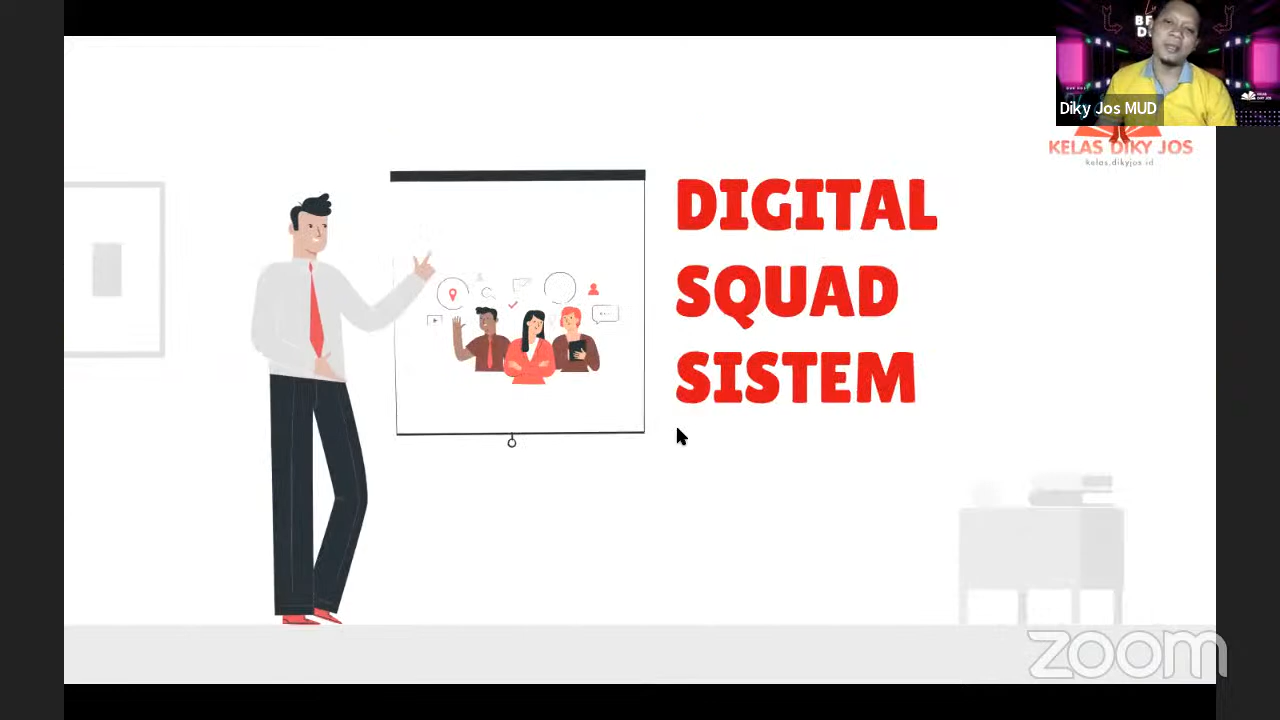 Diky Jos MUD
KELAS DIKY JOS
kelas.dikyjos.id
DIGITAL
SQUAD
SISTEM
zoom